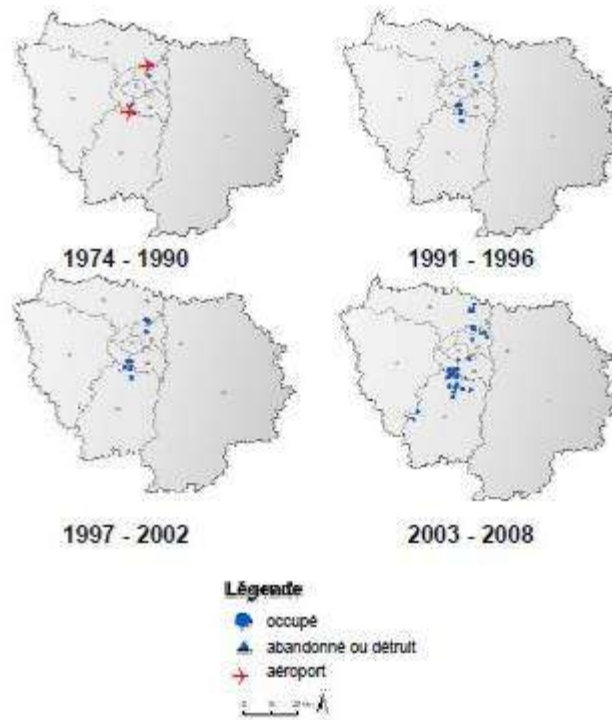 1974 - 1990
1991 - 1996
1997 - 2002
2003 - 2008
Légende
occupé
abandonné ou détruit
aéroport